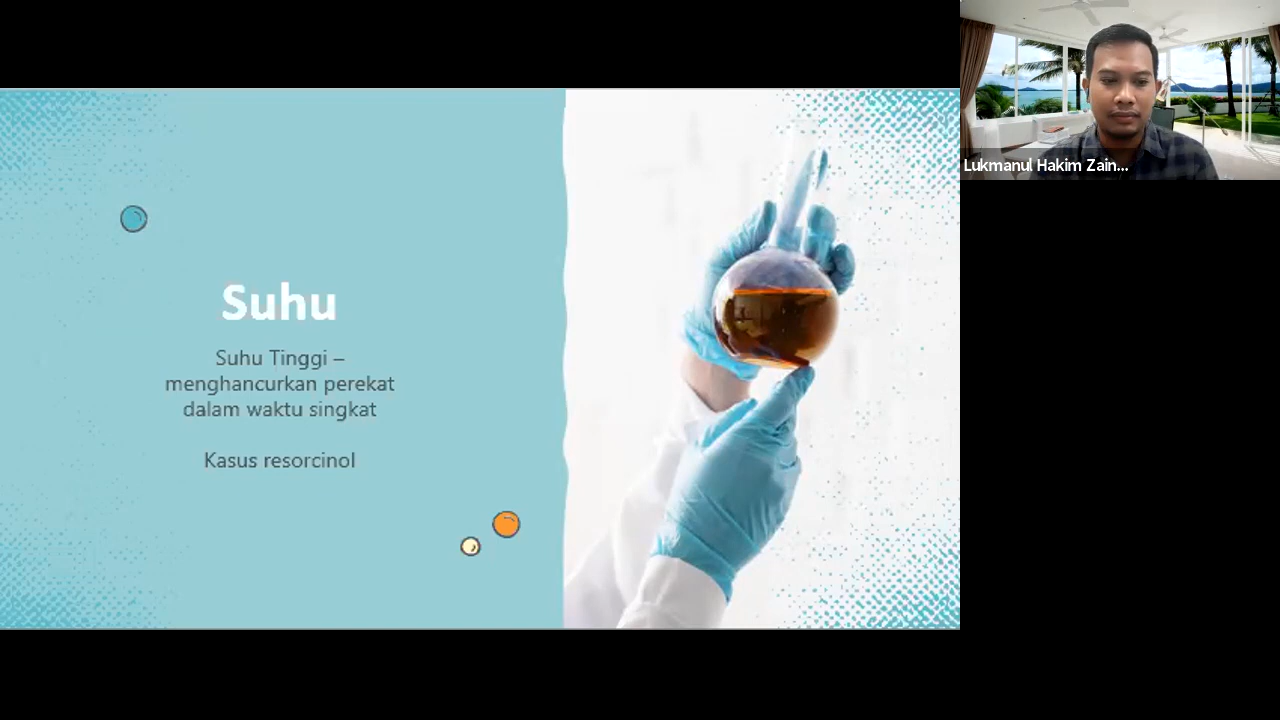 Suhu
Suhu Tinggi –
menghancurkan perekat
dalam waktu singkat
Kasus resorcinol
Lukmanul Hakim Zain...